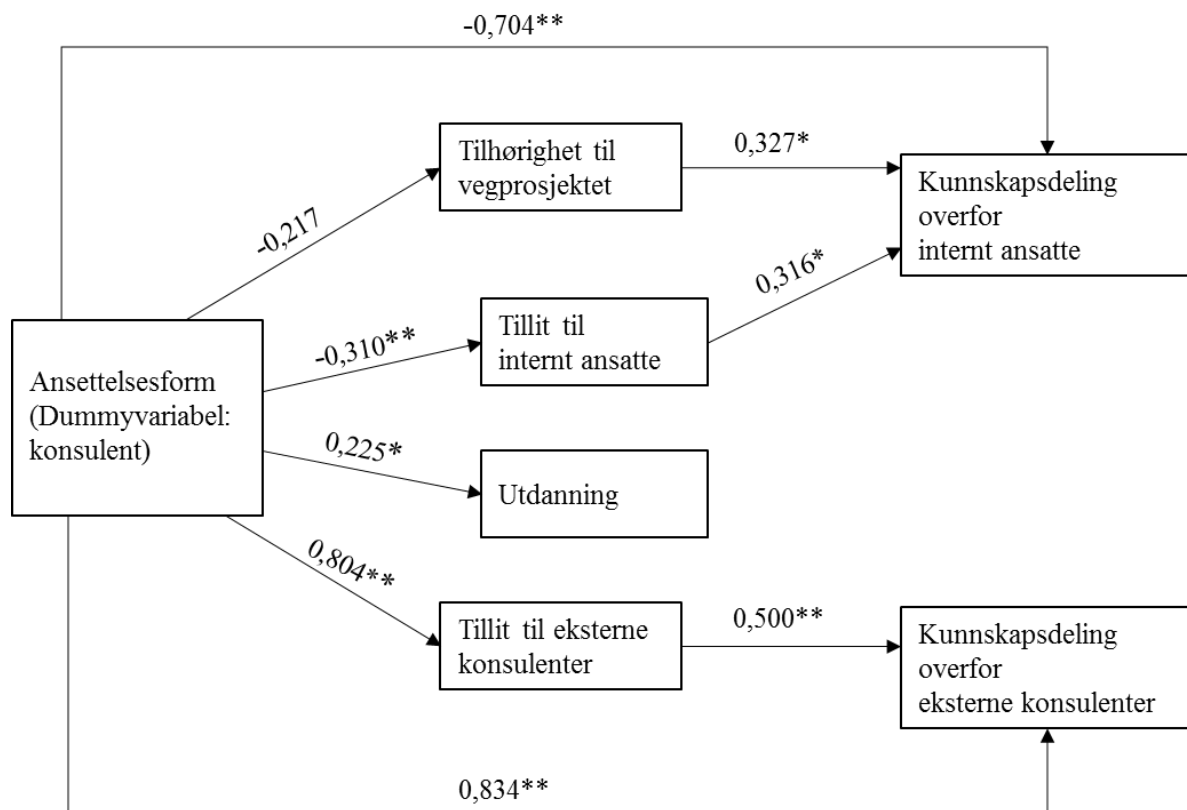 -0,704**
Tilhørighet til
vegprosjektet
0,327*
Kunnskapsdeling
overfor
internt ansatte
-0,217
0,316*
Tillit til
internt ansatte
-0,310**
Ansettelsesform
(Dummyvariabel:
konsulent)
0,225*
Utdanning
0,804**
Tillit til eksterne
konsulenter
0,500**
Kunnskapsdeling
overfor
eksterne konsulenter
0,834**